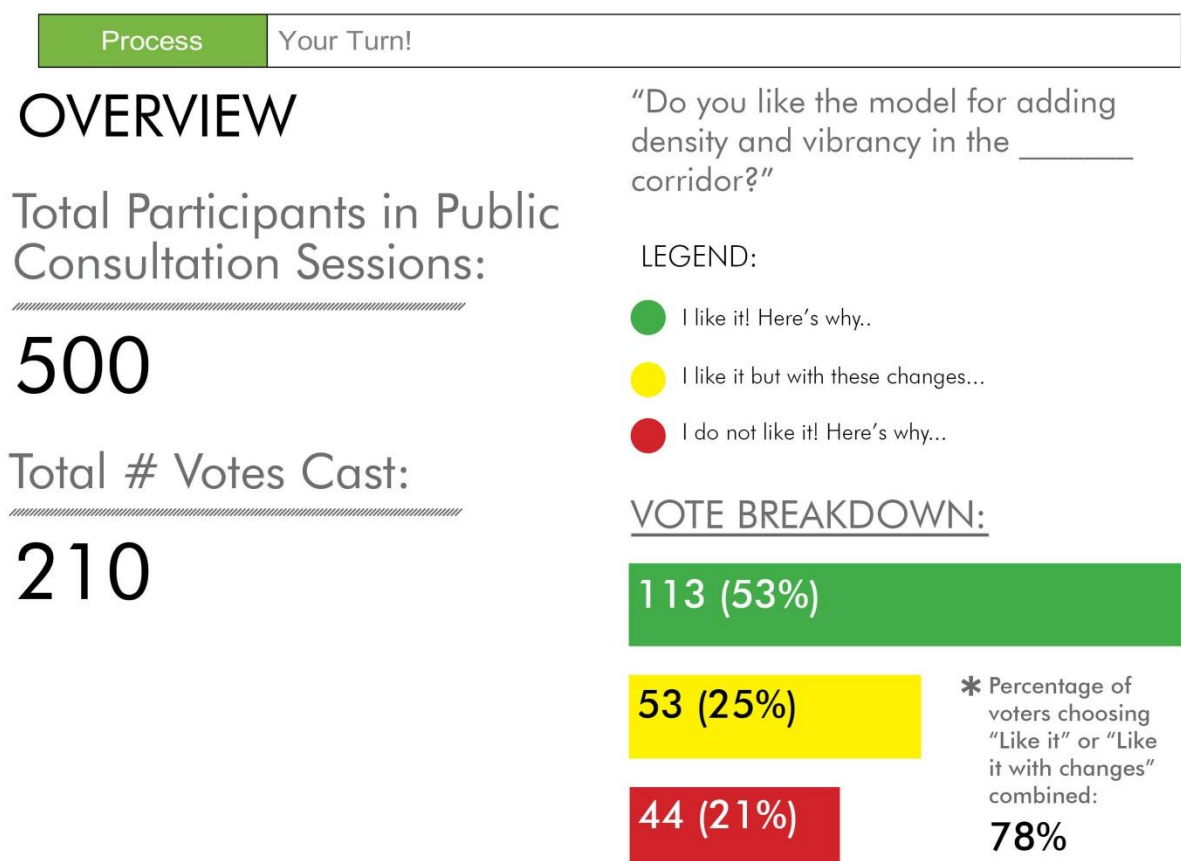 Process
Your Turn!
OVERVIEW
Total Participants in Public
Consultation Sessions:
500
Total # Votes Cast:
210
“Do you like the model for adding
density and vibrancy in the _______
corridor?”
LEGEND:
I like it! Here’s why..
I like it but with these changes...
I do not like it! Here’s why...
VOTE BREAKDOWN:
113 (53%)
53 (25%)
44 (21%)
* Percentage of
voters choosing
“Like it” or “Like
it with changes”
combined:
78%